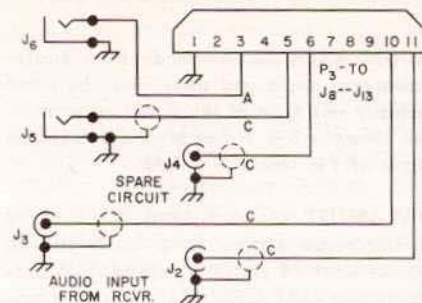 J6
1 2 3 4 5 6 7 8 9 10 11
P3-TO
J8--J13
A
C
J5
J4
C
SPARE
CIRCUIT
C
J3
C
J2
AUDIO INPUT
FROM RCVR.